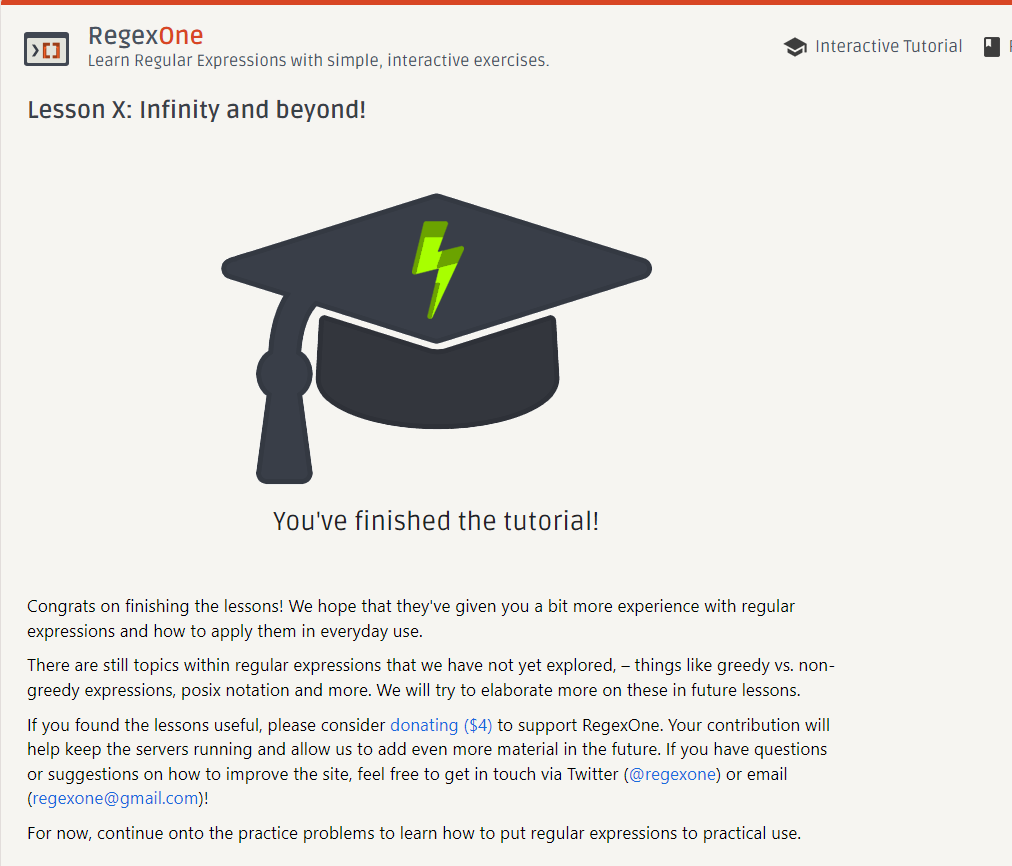 RegexOne
Learn Regular Expressions with simple, interactive exercises.
Interactive Tutorial
Lesson X: Infinity and beyond!
You've finished the tutorial!
Congrats on finishing the lessons! We hope that they've given you a bit more experience with regular
expressions and how to apply them in everyday use.
There are still topics within regular expressions that we have not yet explored, – things like greedy vs. non-
greedy expressions, posix notation and more. We will try to elaborate more on these in future lessons.
If you found the lessons useful, please consider donating ($4) to support RegexOne. Your contribution will
help keep the servers running and allow us to add even more material in the future. If you have questions
or suggestions on how to improve the site, feel free to get in touch via Twitter (@regexone) or email
(regexone@gmail.com)!
For now, continue onto the practice problems to learn how to put regular expressions to practical use.